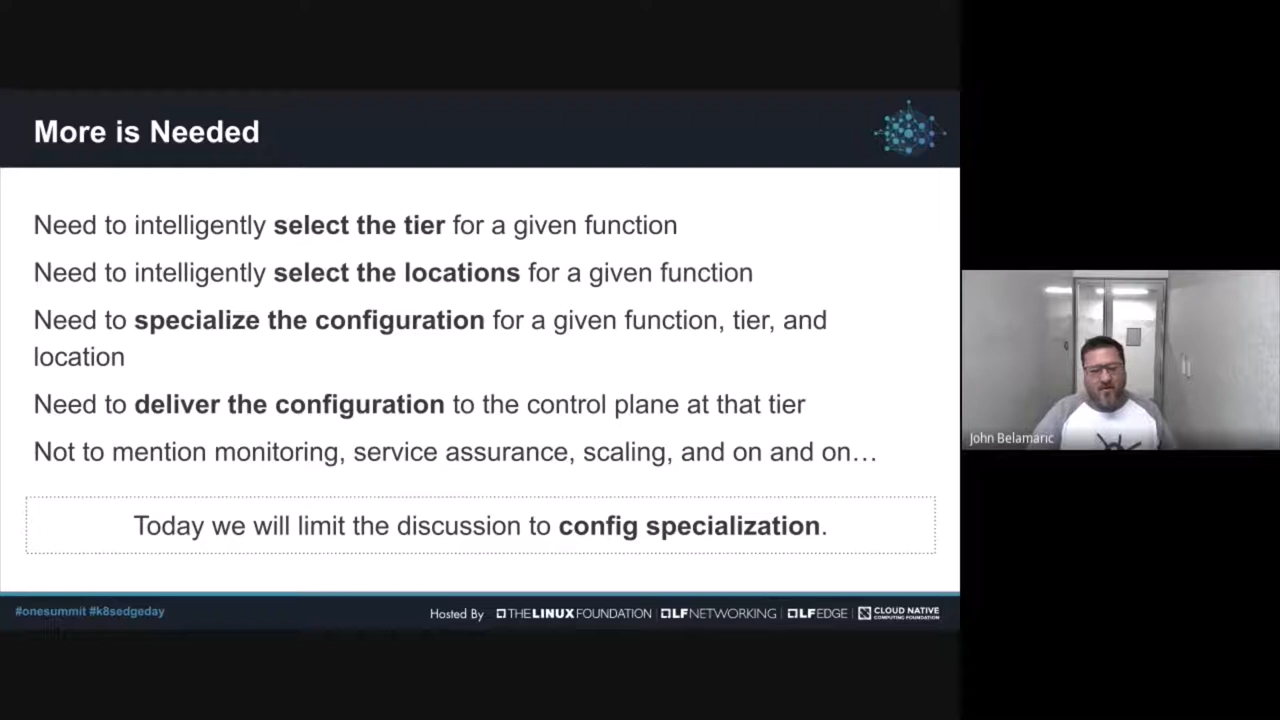 More is Needed
Need to intelligently select the tier for a given function
Need to intelligently select the locations for a given function
Need to specialize the configuration for a given function, tier, and
location
Need to deliver the configuration to the control plane at that tier
Not to mention monitoring, service assurance, scaling, and on and on…
Today we will limit the discussion to config specialization.
John Belamaric
#onesummit #k8sedgeday
Hosted By THE LINUX FOUNDATION LF NETWORKING LF EDGE CLOUD NATIVE
COMPUTING FOUNDATION